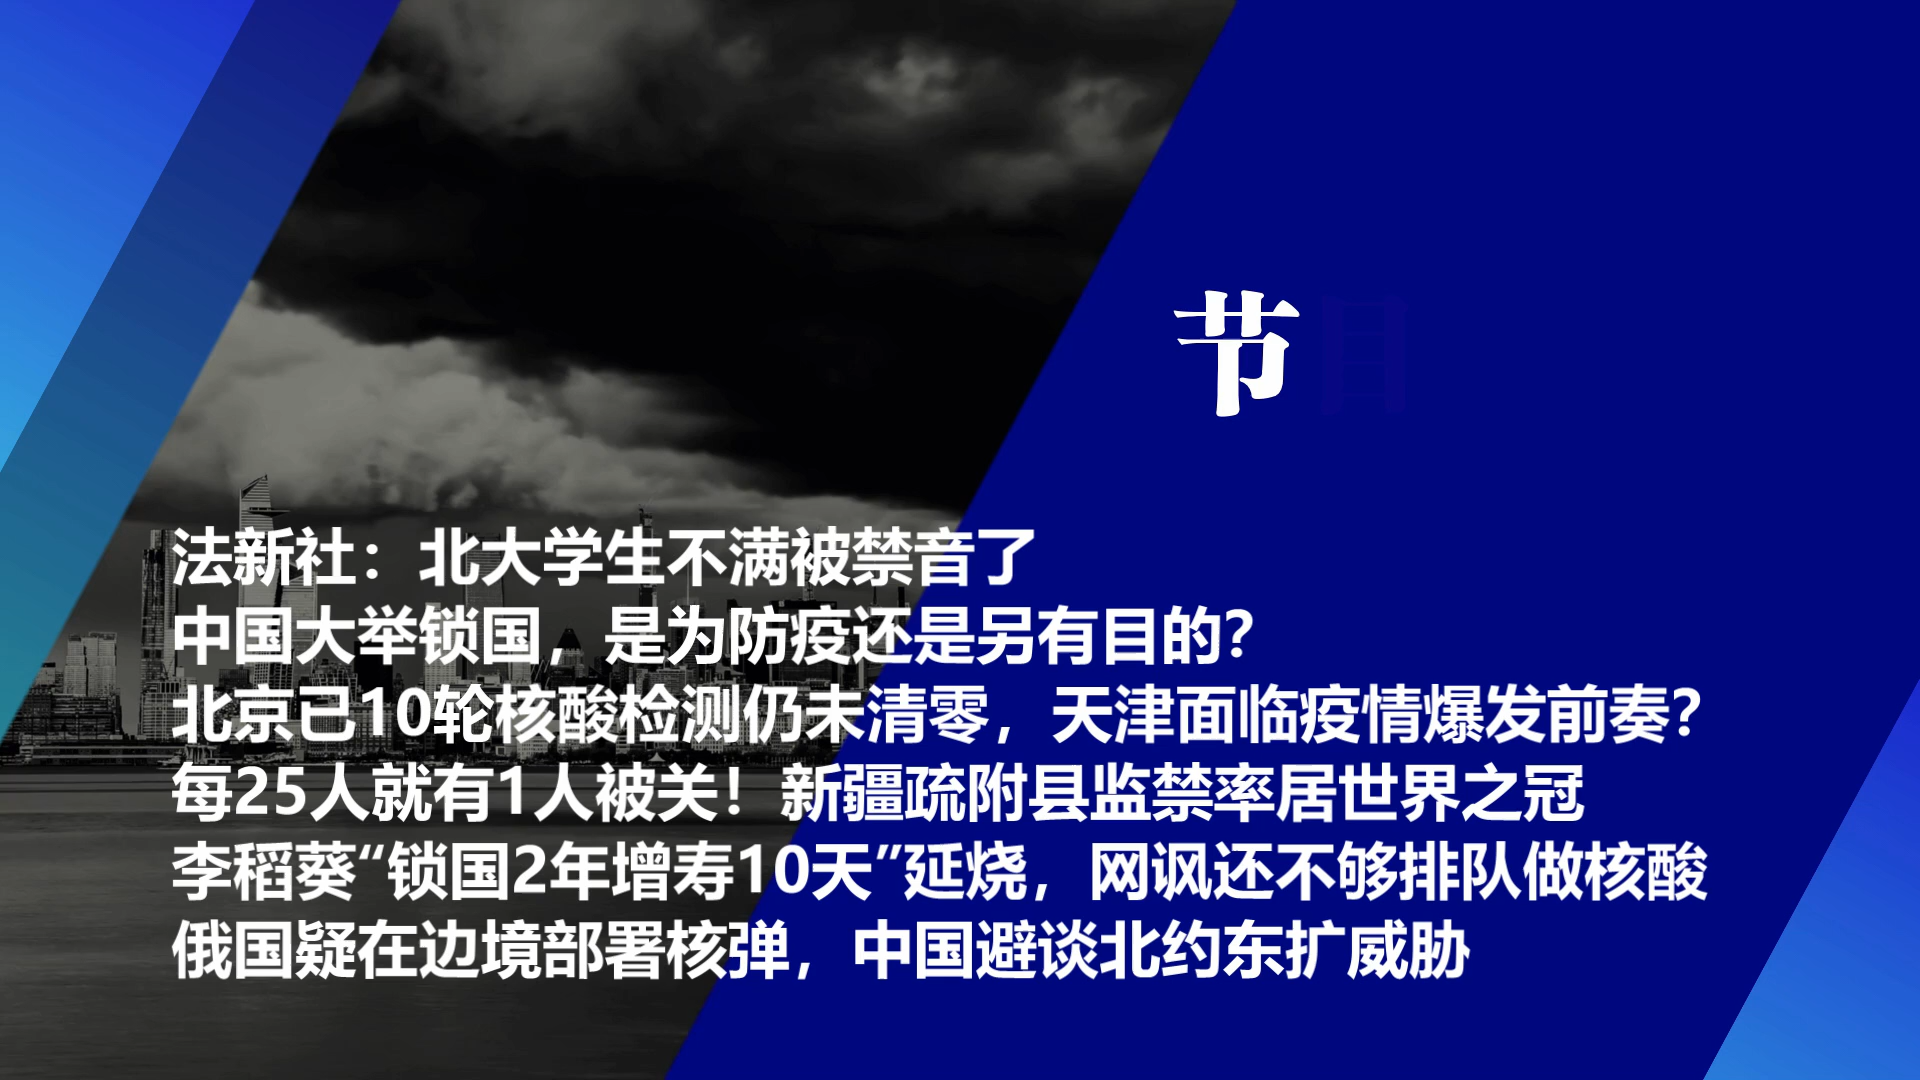 节目
法新社：北大学生不满被禁音了
中国大举锁国，是为防疫还是另有目的？
北京已10轮核酸检测仍未清零，天津面临疫情爆发前奏？
每25人就有1人被关！新疆疏附县监禁率居世界之冠
李稻葵“锁国2年增寿10天”延烧，网讽还不够排队做核酸
俄国疑在边境部署核弹，中国避谈北约东扩威胁